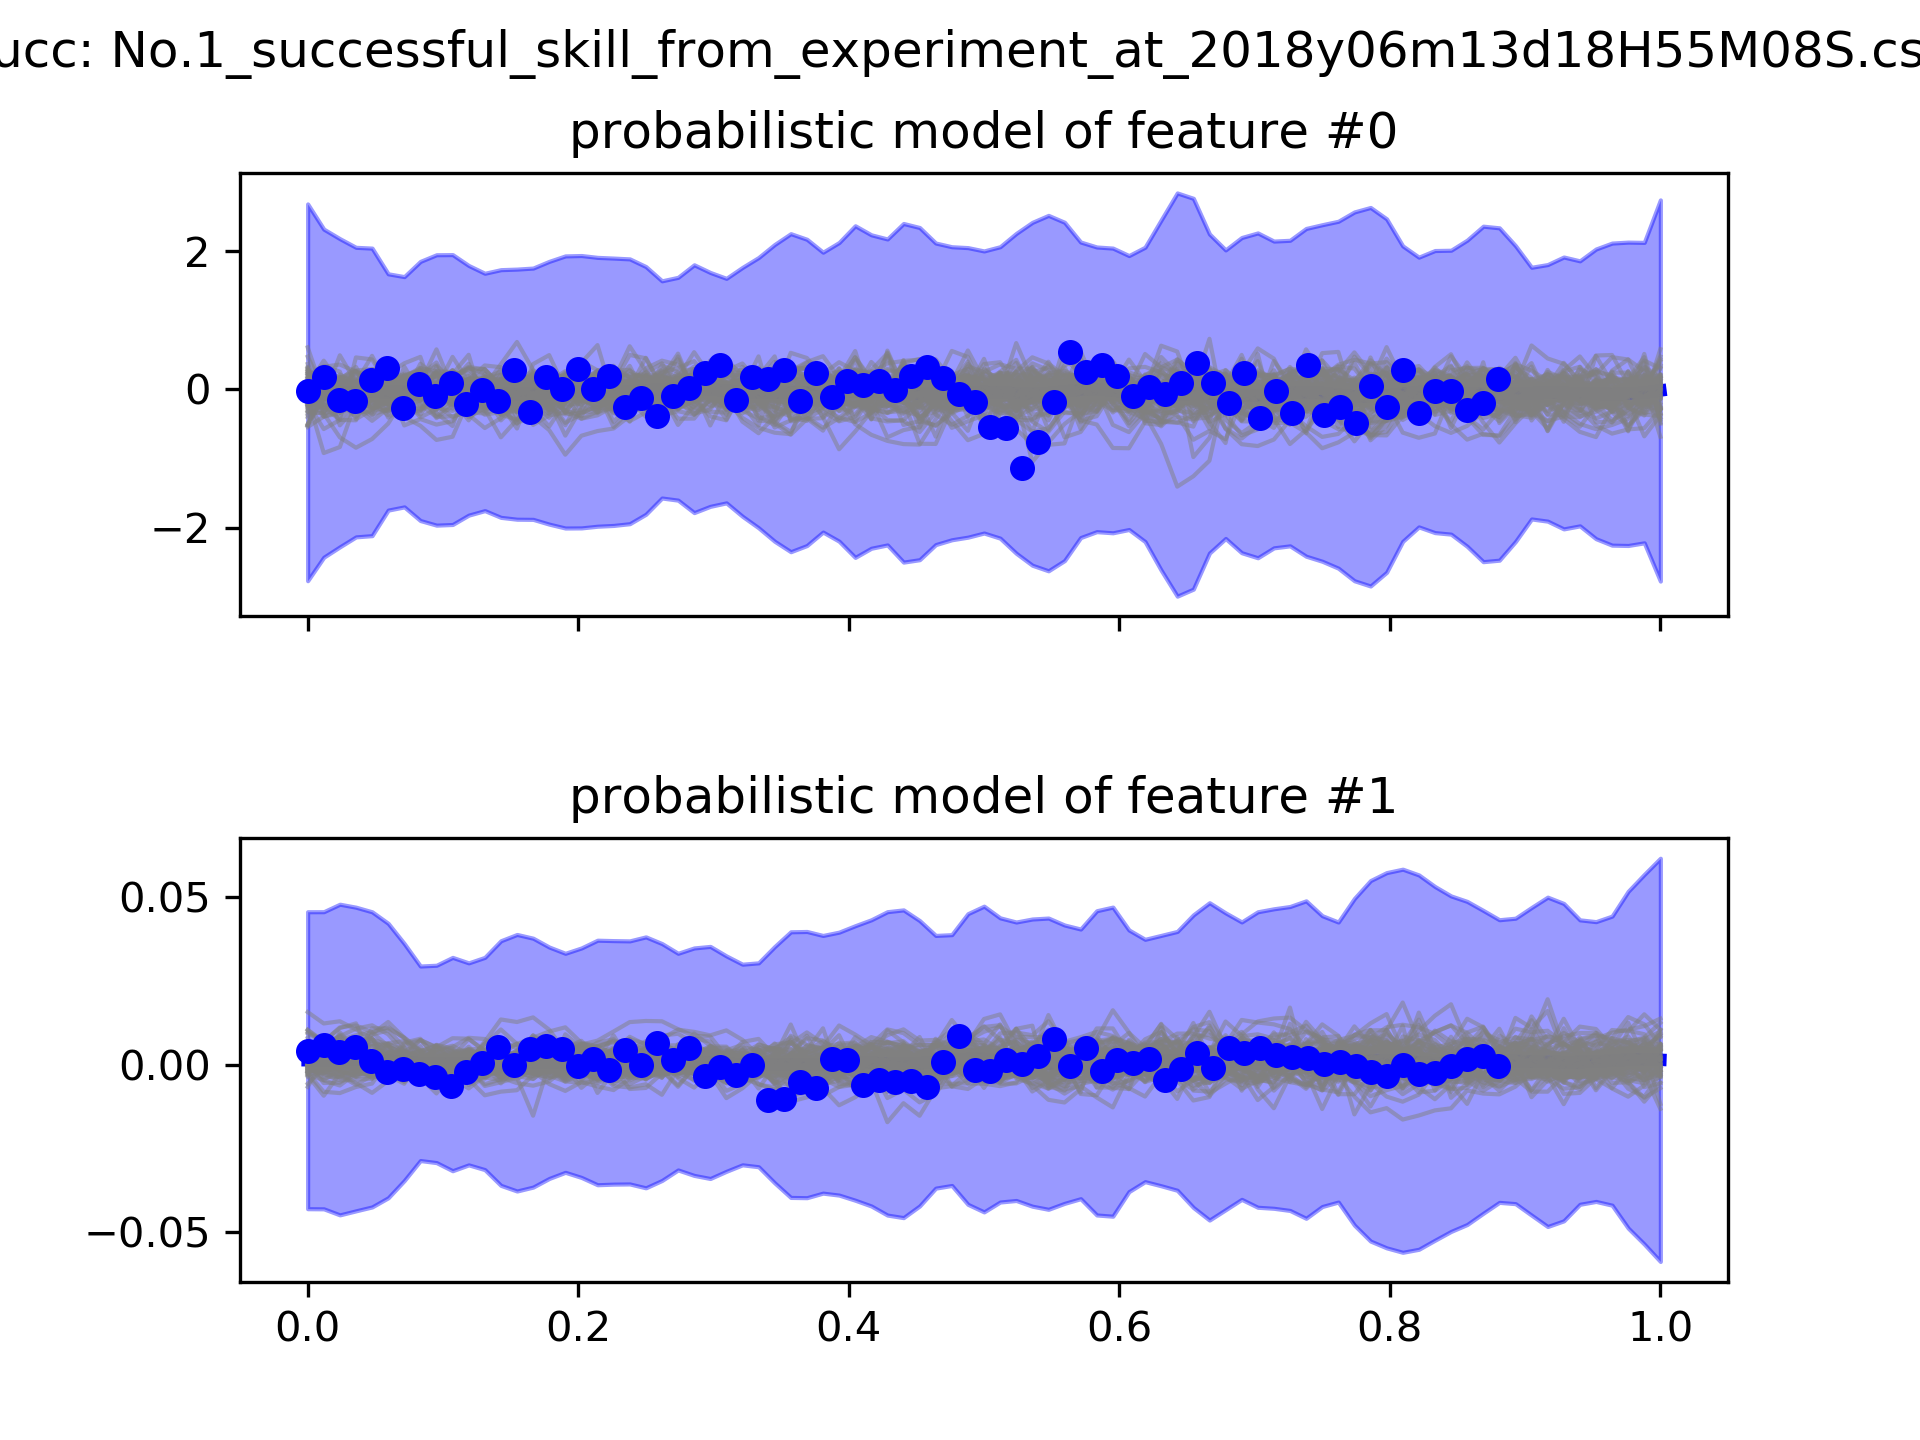 ucc: No.1_successful_skill_from_experiment_at_2018y06m13d18H55M08S.cs
probabilistic model of feature #0
2
0
−2
probabilistic model of feature #1
0.05
0.00
−0.05
0.0 0.2 0.4 0.6 0.8 1.0